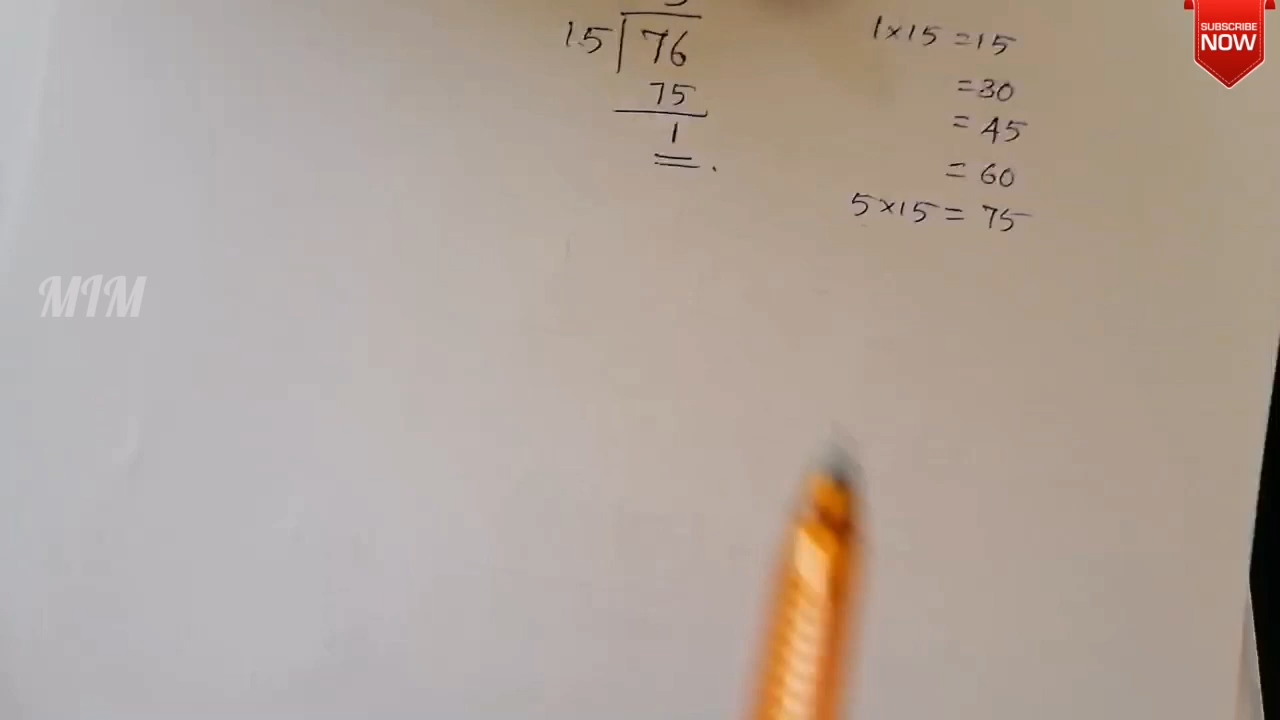 15 76
75
1
1×15 =15
=30
= 45
= 60
5×15 = 75
SUBSCRIBE
NOW
MIM